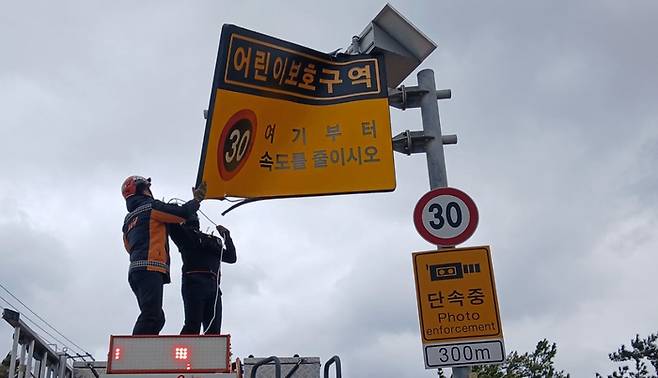 어린이보호구역
30
여기부터
속도를 줄이시오
30
단속중
Photo
enforcement
300m